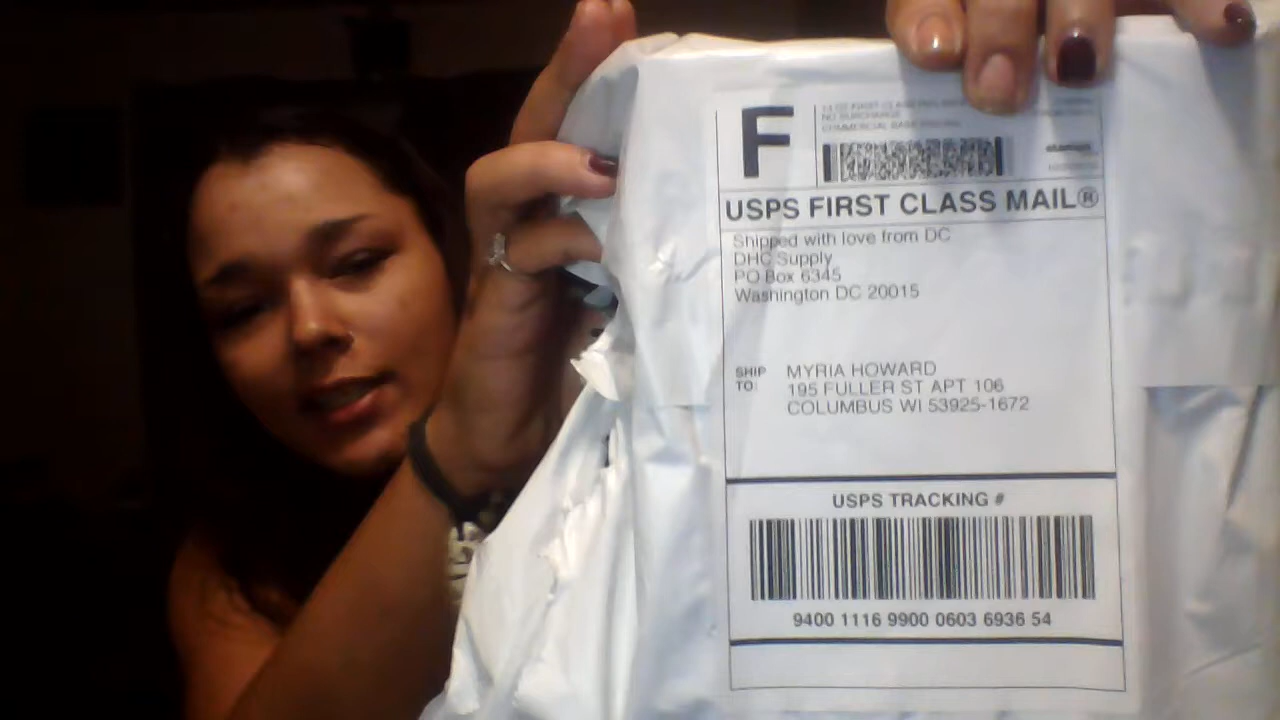 F
NO SURCHARGE
USPS FIRST CLASS MAIL®
Shipped with love from DC
DHC Supply
PO Box 6345
Washington DC 20015
SHIP TO:
MYRIA HOWARD
195 FULLER ST APT 106
COLUMBUS WI 53925-1672
USPS TRACKING #
9400 1116 9900 0603 6936 54